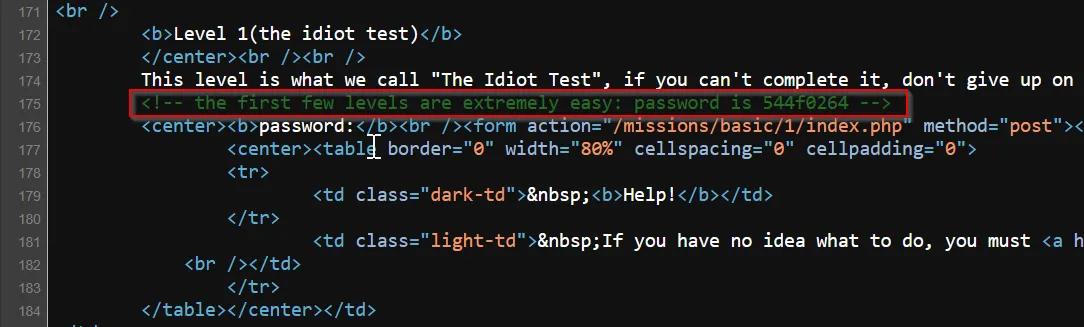 171 <br />
172 <b>Level 1(the idiot test)</b>
173 </center><br /><br />
174 This level is what we call "The Idiot Test", if you can't complete it, don't give up on
175 <!-- the first few levels are extremely easy: password is 544f0264 -->
176 <center><b>password:</b><br /><form action="/missions/basic/1/index.php" method="post"><
177 <center><table border="0" width="80%" cellspacing="0" cellpadding="0">
178 <tr>
179 <td class="dark-td">&nbsp;<b>Help!</b></td>
180 </tr>
181 <td class="light-td">&nbsp;If you have no idea what to do, you must <a h
182 <br /></td>
183 </tr>
184 </table></center></td>